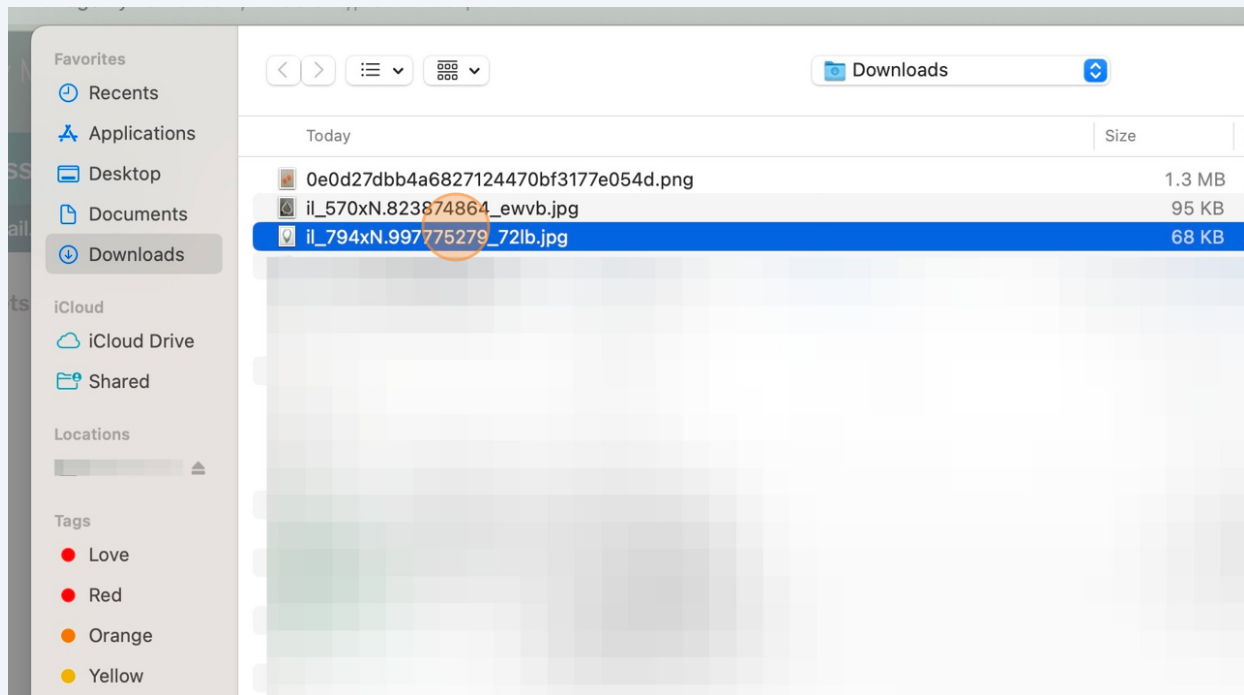 Favorites
Recents
Applications
Desktop
Documents
Downloads
iCloud
iCloud Drive
Shared
Locations
Tags
Love
Red
Orange
Yellow
Downloads
Today Size
0e0d27dbb4a6827124470bf3177e054d.png 1.3 MB
il_570xN.823874864_ewvb.jpg 95 KB
il_794xN.997775279_72lb.jpg 68 KB